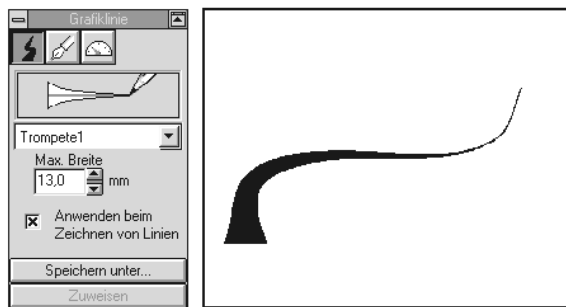 Grafiklinie
Trompete1
Max. Breite
13,0 mm
Anwenden beim
Zeichnen von Linien
Speichern unter...
Zuweisen